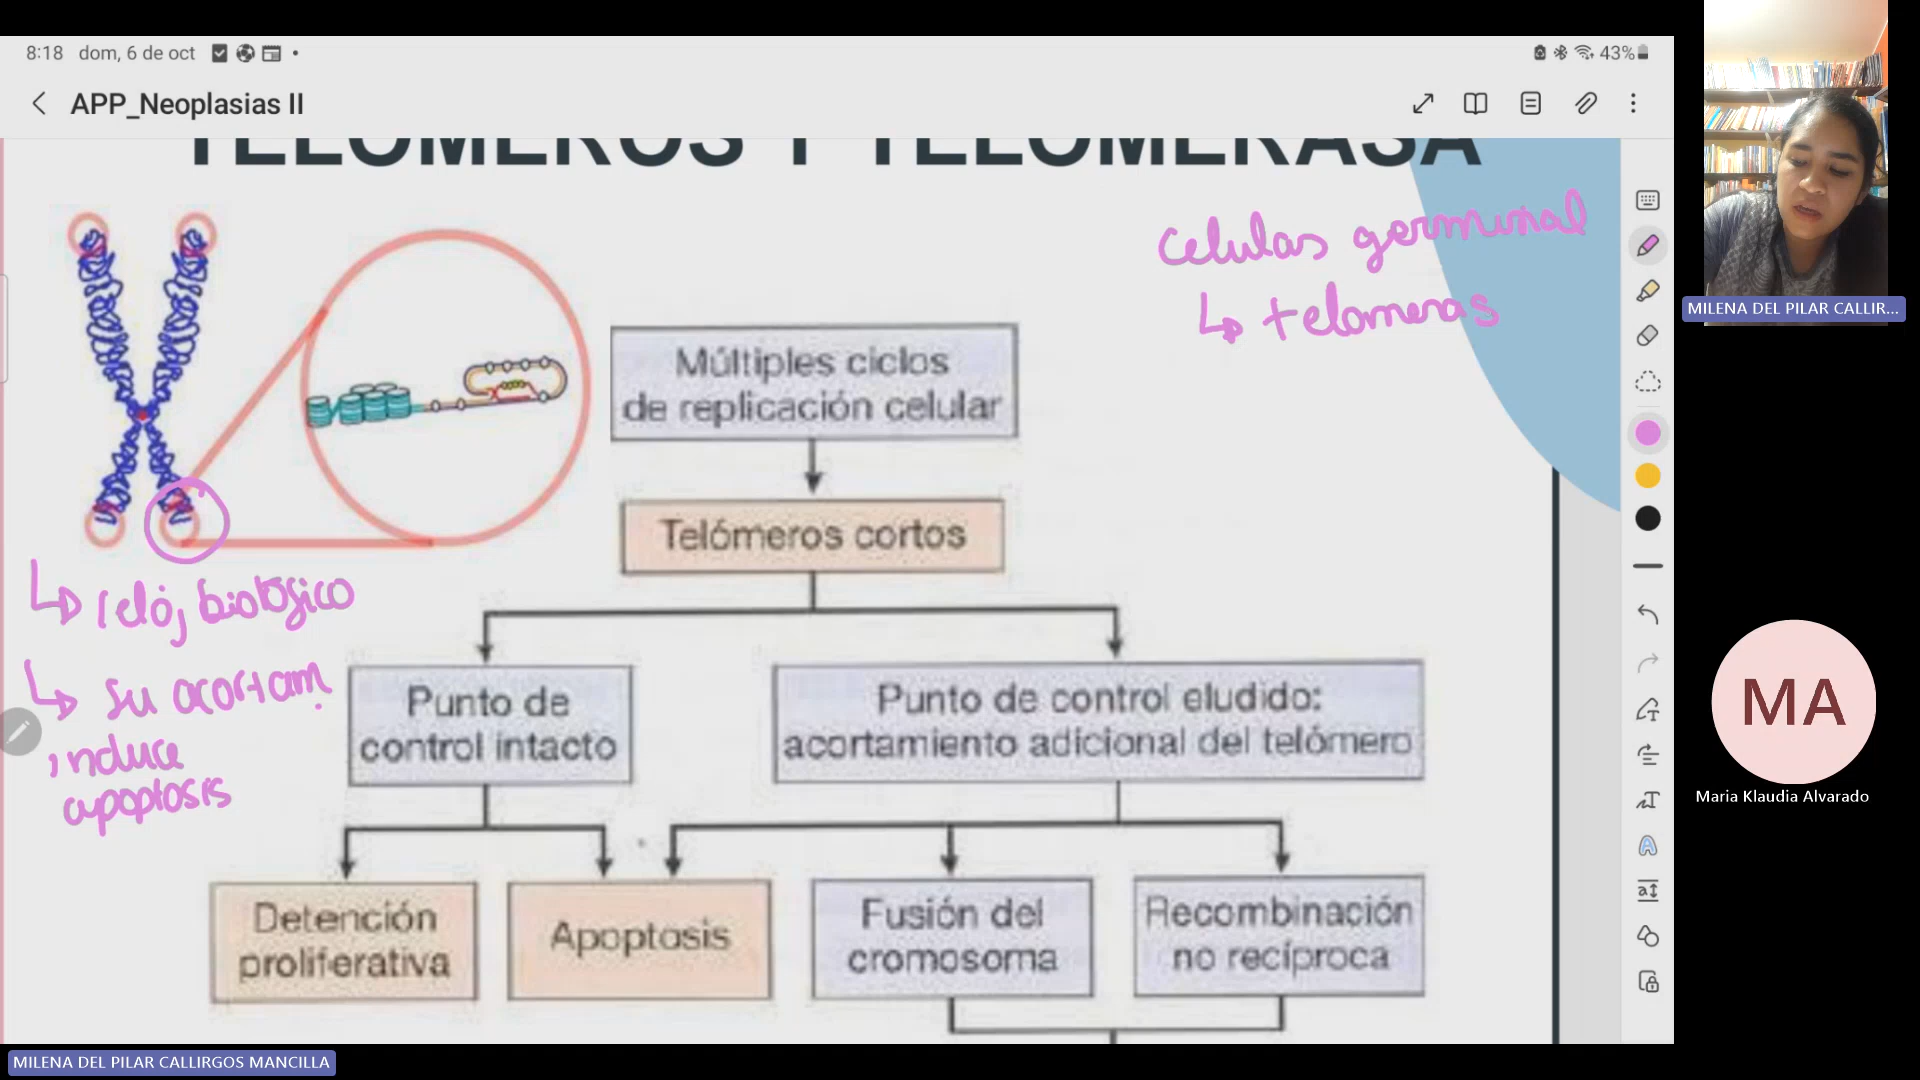 8:18 dom, 6 de oct
43%
APP_Neoplasias II
TELÓMEROS Y TELOMERASA
celulas germinal
↳ telomeras
Múltiples ciclos
de replicación celular
Telómeros cortos
↳ reloj biológico
↳ su acortam.
induce
apoptosis
Punto de
control intacto
Punto de control eludido:
acortamiento adicional del telómero
Detención
proliferativa
Apoptosis
Fusión del
cromosoma
Recombinación
no recíproca
MILENA DEL PILAR CALLIR...
MA
Maria Klaudia Alvarado
MILENA DEL PILAR CALLIRGOS MANCILLA